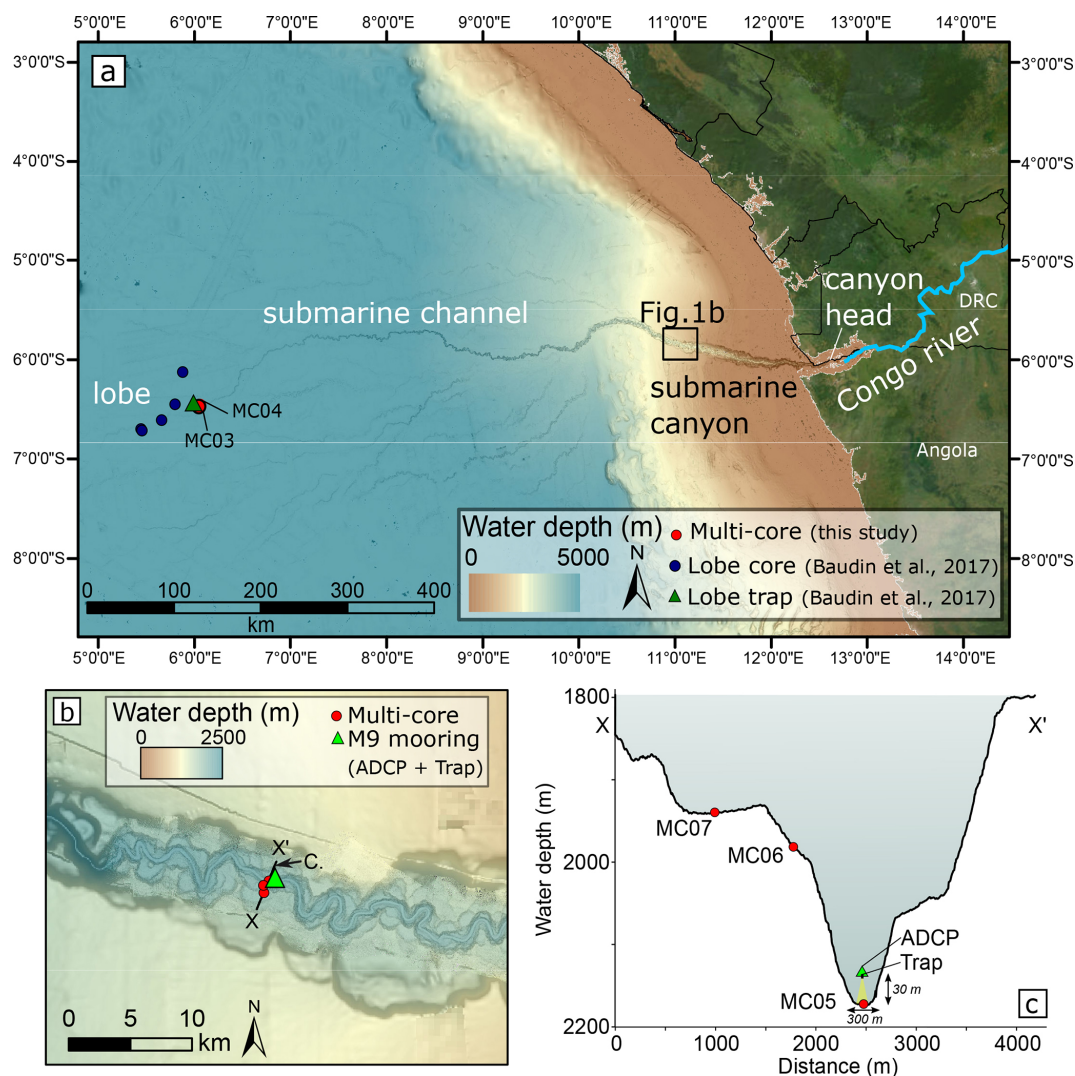 4°0'0"E 5°0'0"E 6°0'0"E 7°0'0"E 8°0'0"E 9°0'0"E 10°0'0"E 11°0'0"E 12°0'0"E 13°0'0"E 14°0'0"E
a
3°0'0"S 3°0'0"S
4°0'0"S 4°0'0"S
5°0'0"S 5°0'0"S
6°0'0"S 6°0'0"S
7°0'0"S 7°0'0"S
8°0'0"S 8°0'0"S
submarine channel
Fig.1b
canyon
head
DRC
Congo river
submarine
canyon
lobe
MC04
MC03
Angola
Water depth (m)
0 5000
N
Multi-core (this study)
Lobe core (Baudin et al., 2017)
Lobe trap (Baudin et al., 2017)
0 100 200 300 400
km
5°0'0"E 6°0'0"E 7°0'0"E 8°0'0"E 9°0'0"E 10°0'0"E 11°0'0"E 12°0'0"E 13°0'0"E 14°0'0"E
b
Water depth (m)
0 2500
Multi-core
M9 mooring
(ADCP + Trap)
X'
C.
X
0 5 10
km
N
1800
2000
2200
Water depth (m)
X
X'
MC07
MC06
ADCP
Trap
MC05
30 m
300 m
c
0 1000 2000 3000 4000
Distance (m)